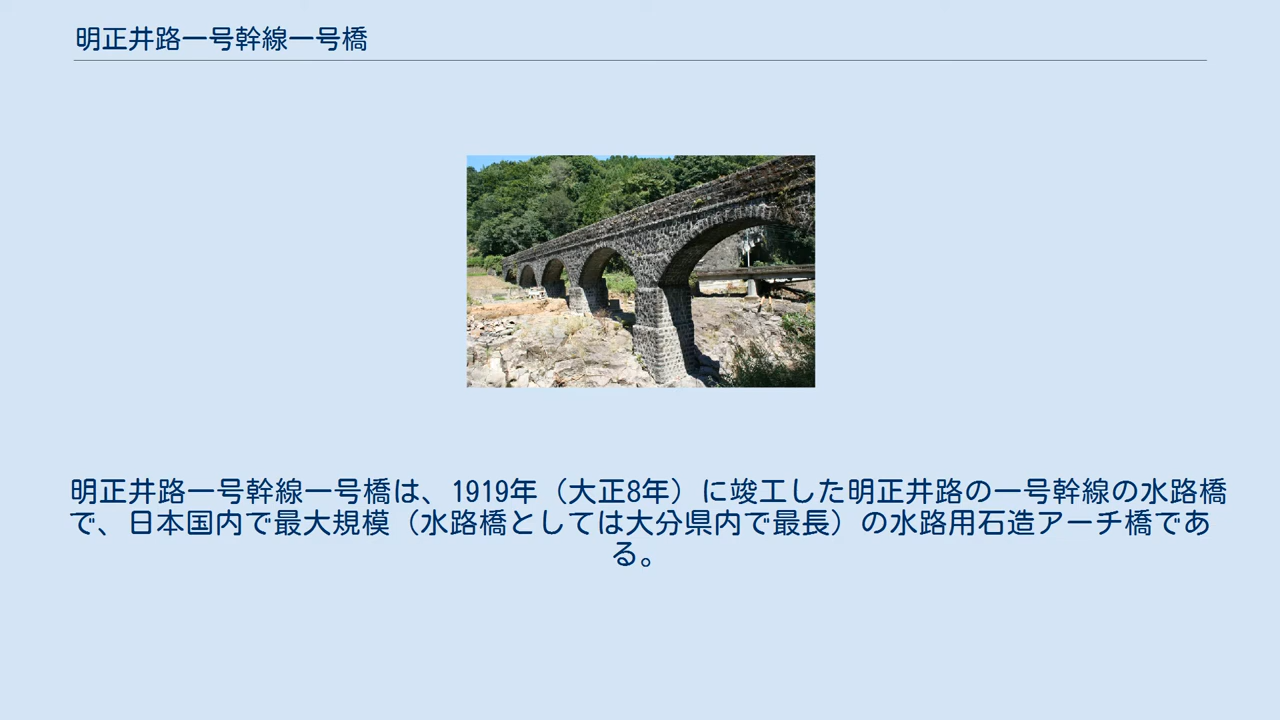 明正井路一号幹線一号橋
明正井路一号幹線一号橋は、1919年（大正8年）に竣工した明正井路の一号幹線の水路橋
で、日本国内で最大規模（水路橋としては大分県内で最長）の水路用石造アーチ橋であ
る。